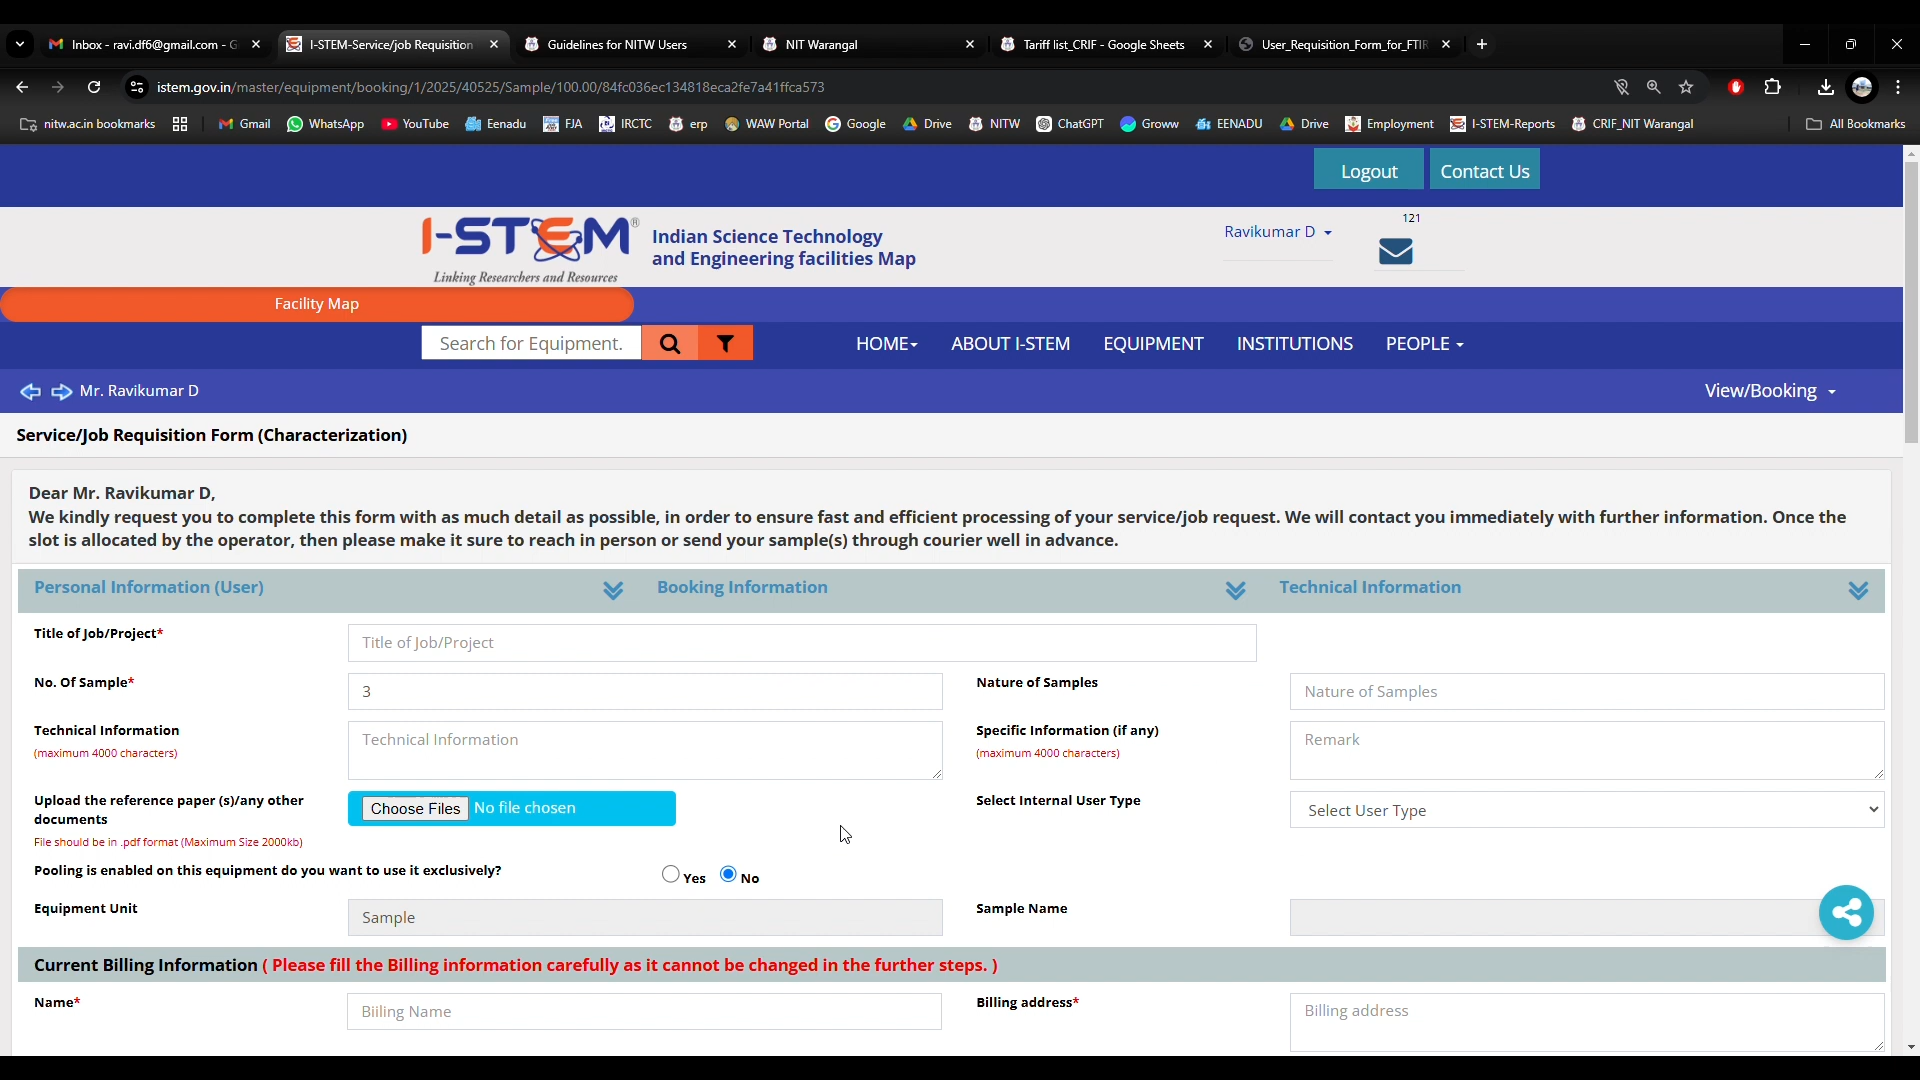 Inbox - ravi.df6@gmail.com - G
I-STEM-Service/job Requisition
Guidelines for NITW Users
NIT Warangal
Tariff list_CRIF - Google Sheets
User_Requisition_Form_for_FTIR
istem.gov.in/master/equipment/booking/1/2025/40525/Sample/100.00/84fc036ec134818eca2fe7a41ffca573
nitw.ac.in bookmarks
Gmail
WhatsApp
YouTube
Eenadu
FJA
IRCTC
erp
WAW Portal
Google
Drive
NITW
ChatGPT
Groww
EENADU
Drive
Employment
I-STEM-Reports
CRIF_NIT Warangal
All Bookmarks
Logout
Contact Us
I-STEM®
Linking Researchers and Resources
Indian Science Technology
and Engineering facilities Map
Ravikumar D
121
Facility Map
Search for Equipment.
HOME
ABOUT I-STEM
EQUIPMENT
INSTITUTIONS
PEOPLE
Mr. Ravikumar D
View/Booking
Service/Job Requisition Form (Characterization)
Dear Mr. Ravikumar D,
We kindly request you to complete this form with as much detail as possible, in order to ensure fast and efficient processing of your service/job request. We will contact you immediately with further information. Once the
slot is allocated by the operator, then please make it sure to reach in person or send your sample(s) through courier well in advance.
Personal Information (User)
Booking Information
Technical Information
Title of Job/Project*
Title of Job/Project
No. Of Sample*
3
Nature of Samples
Nature of Samples
Technical Information
(maximum 4000 characters)
Technical Information
Specific Information (if any)
(maximum 4000 characters)
Remark
Upload the reference paper (s)/any other
documents
File should be in .pdf format (Maximum Size 2000kb)
Choose Files No file chosen
Select Internal User Type
Select User Type
Pooling is enabled on this equipment do you want to use it exclusively?
Yes
No
Equipment Unit
Sample
Sample Name
Current Billing Information ( Please fill the Billing information carefully as it cannot be changed in the further steps. )
Name*
Biiling Name
Billing address*
Billing address